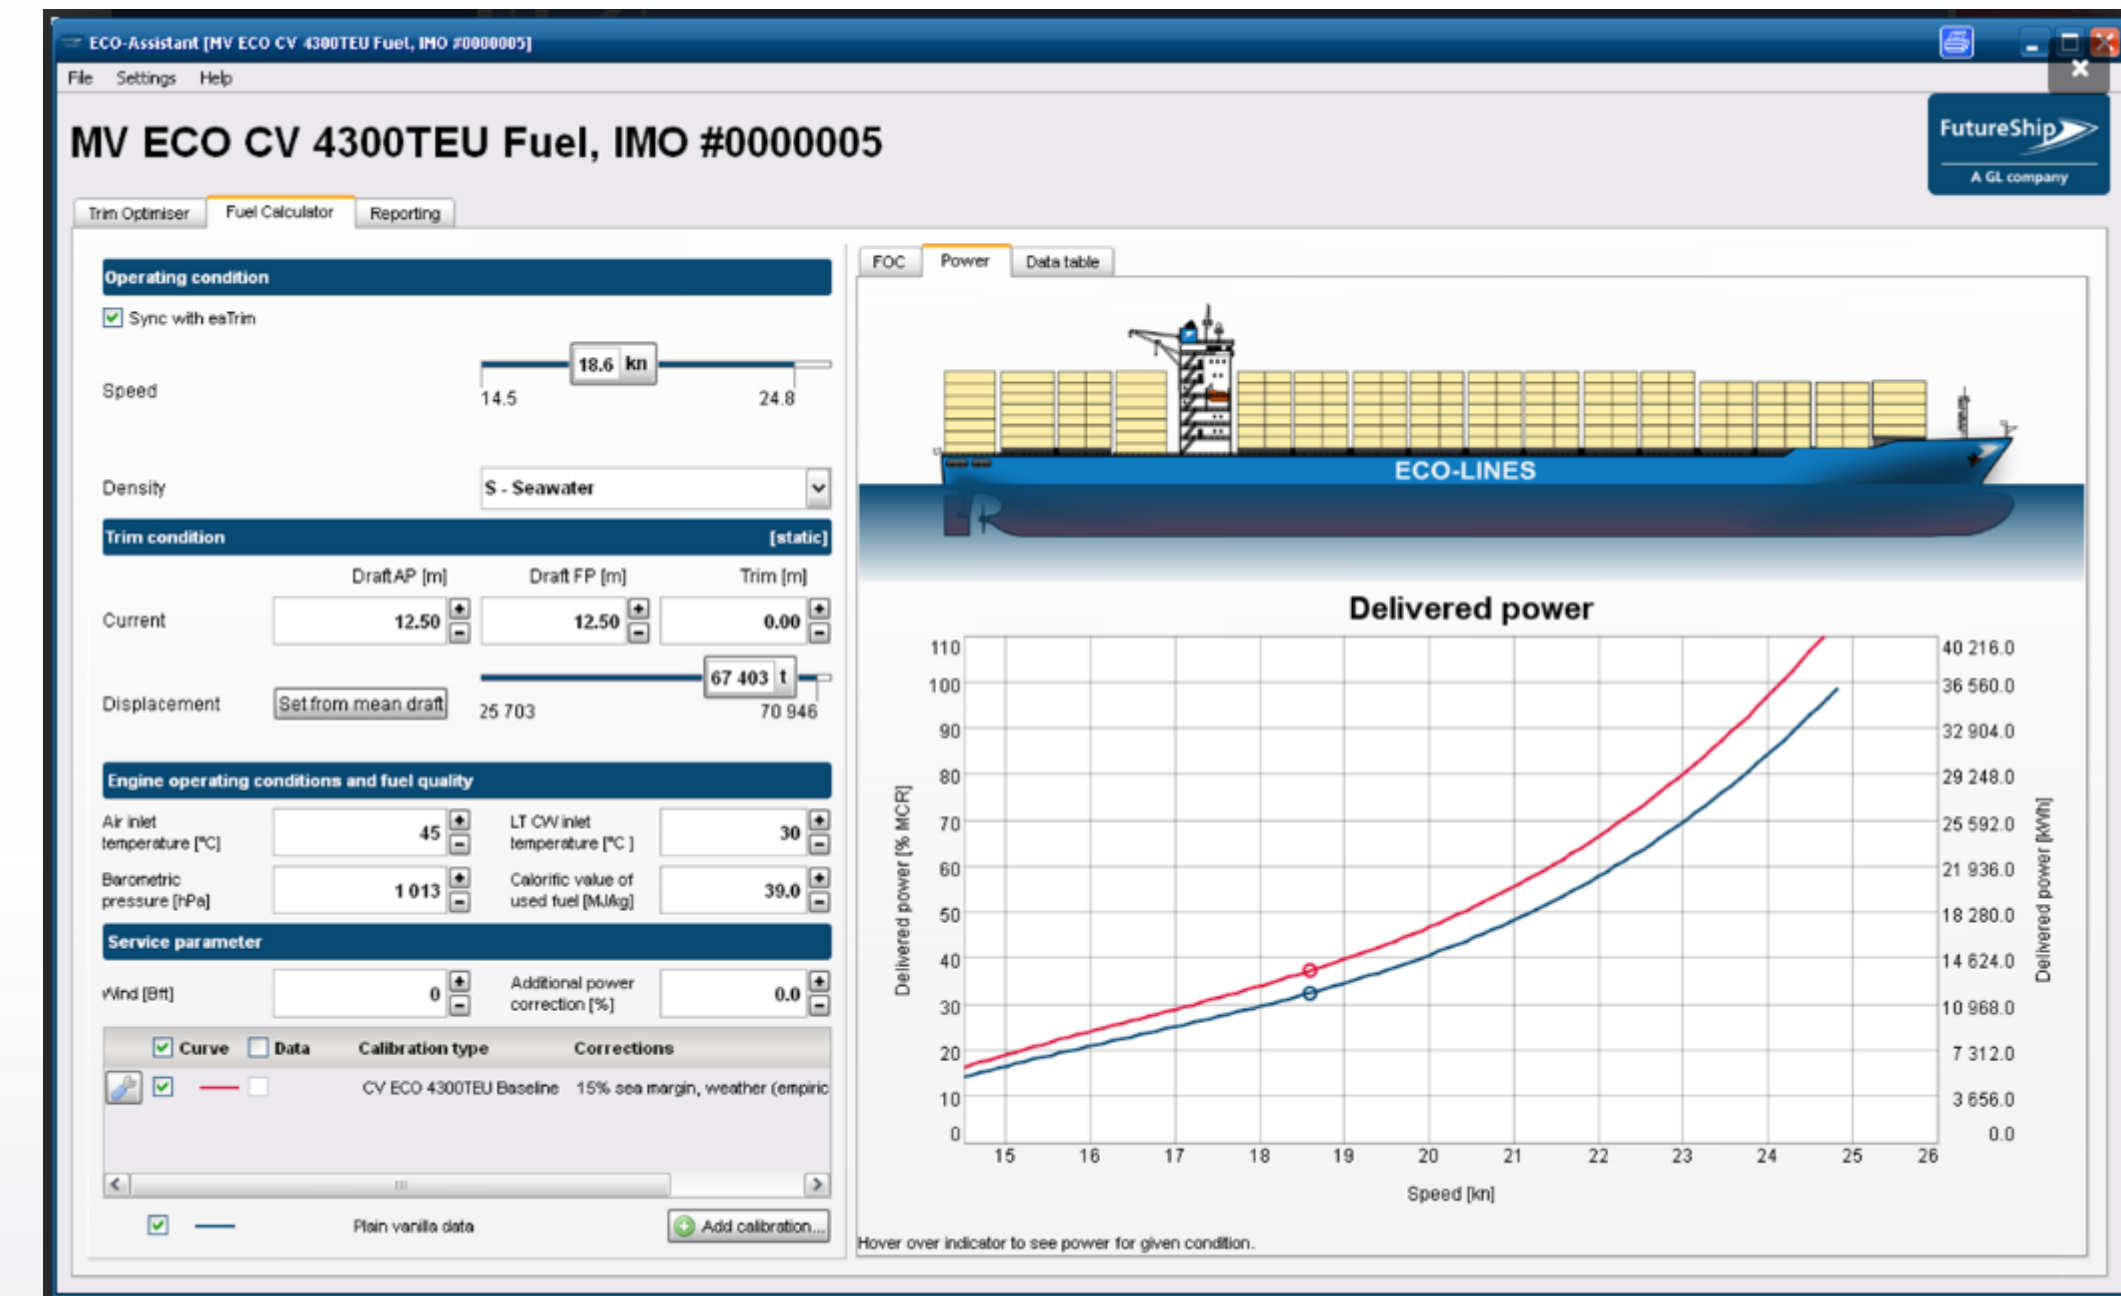 ECO-Assistant [MV ECO CV 4300TEU Fuel, IMO #0000005]
File Settings Help
MV ECO CV 4300TEU Fuel, IMO #0000005
FutureShip
A GL company
Trim Optimiser Fuel Calculator Reporting
Operating condition
Sync with eaTrim
18.6 kn
Speed
14.5 24.8
Density S - Seawater
Trim condition [static]
Draft AP [m] Draft FP [m] Trim [m]
Current 12.50 12.50 0.00
67 403 t
Displacement Set from mean draft 25 703 70 946
Engine operating conditions and fuel quality
Air inlet
temperature [°C]
45
LT CW inlet
temperature [°C ]
30
Barometric
pressure [hPa]
1 013
Calorific value of
used fuel [MJ/kg]
39.0
Service parameter
Wind [Bft]
0
Additional power
correction [%]
0.0
Curve Data Calibration type Corrections
CV ECO 4300TEU Baseline 15% sea margin, weather (empiric
Plain vanilla data Add calibration...
FOC Power Data table
ECO-LINES
Delivered power
110 40 216.0
100 36 560.0
90 32 904.0
80 29 248.0
70 25 592.0
60 21 936.0
50 18 280.0
40 14 624.0
30 10 968.0
20 7 312.0
10 3 656.0
0 0.0
Delivered power [% MCR]
Delivered power [kWh]
15 16 17 18 19 20 21 22 23 24 25 26
Speed [kn]
Hover over indicator to see power for given condition.